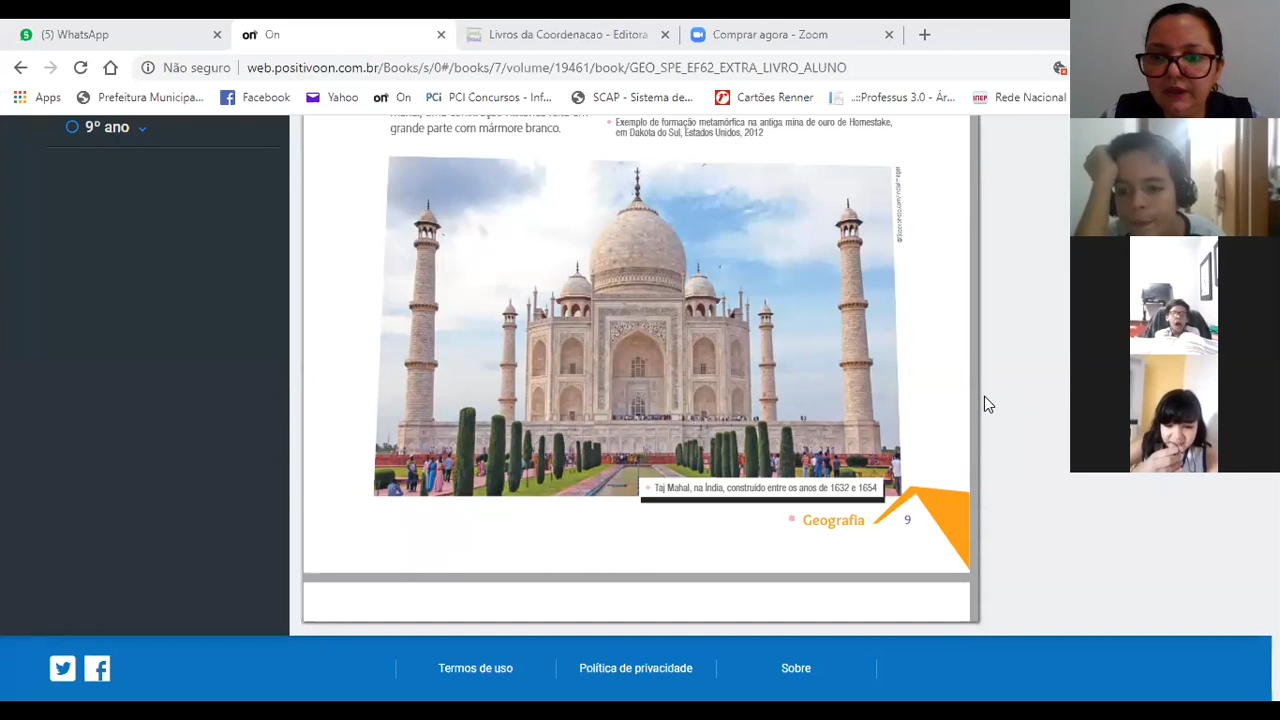 (5) WhatsApp
On
Livros da Coordenacao - Editora
Comprar agora - Zoom
Não seguro
web.positivoon.com.br/Books/s/0#/books/7/volume/19461/book/GEO_SPE_EF62_EXTRA_LIVRO_ALUNO
Apps
Prefeitura Municipa...
Facebook
Yahoo
On
PCI Concursos - Inf...
SCAP - Sistema de...
Cartões Renner
..::Professus 3.0 - Ár...
Rede Nacional
9º ano
grande parte com mármore branco.
Exemplo de formação metamórfica na antiga mina de ouro de Homestake,
em Dakota do Sul, Estados Unidos, 2012
Taj Mahal, na Índia, construído entre os anos de 1632 e 1654
Geografia 9
Termos de uso
Política de privacidade
Sobre